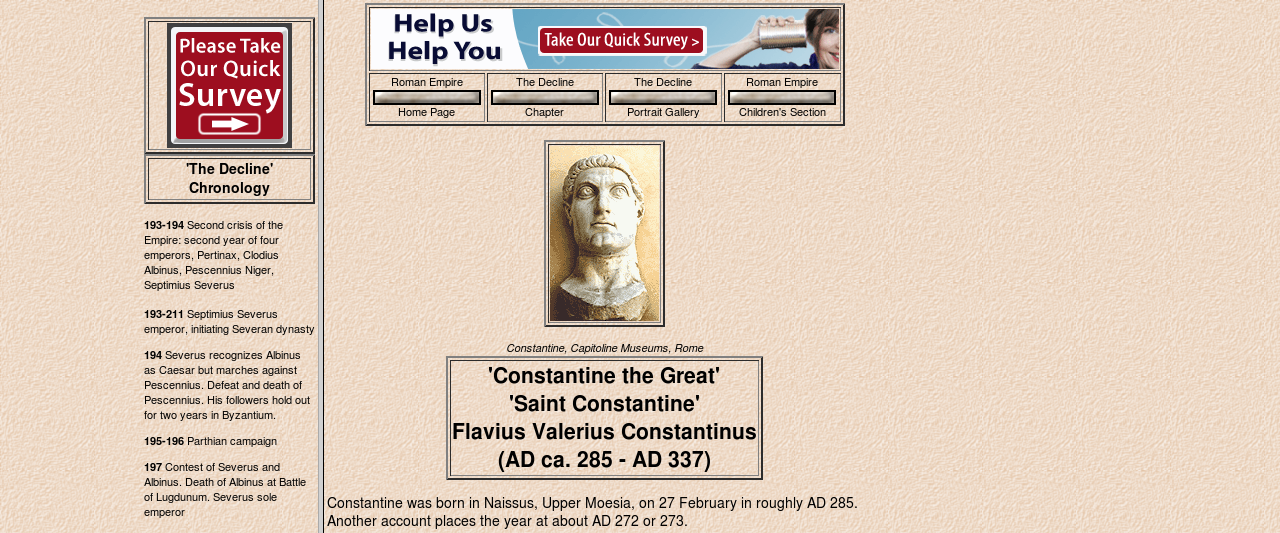 Please Take
Our Quick
Survey
'The Decline'
Chronology
193-194 Second crisis of the
Empire: second year of four
emperors, Pertinax, Clodius
Albinus, Pescennius Niger,
Septimius Severus
193-211 Septimius Severus
emperor, initiating Severan dynasty
194 Severus recognizes Albinus
as Caesar but marches against
Pescennius. Defeat and death of
Pescennius. His followers hold out
for two years in Byzantium.
195-196 Parthian campaign
197 Contest of Severus and
Albinus. Death of Albinus at Battle
of Lugdunum. Severus sole
emperor
Help Us
Help You
Take Our Quick Survey >
Roman Empire
Home Page
The Decline
Chapter
The Decline
Portrait Gallery
Roman Empire
Children's Section
Constantine, Capitoline Museums, Rome
'Constantine the Great'
'Saint Constantine'
Flavius Valerius Constantinus
(AD ca. 285 - AD 337)
Constantine was born in Naissus, Upper Moesia, on 27 February in roughly AD 285.
Another account places the year at about AD 272 or 273.